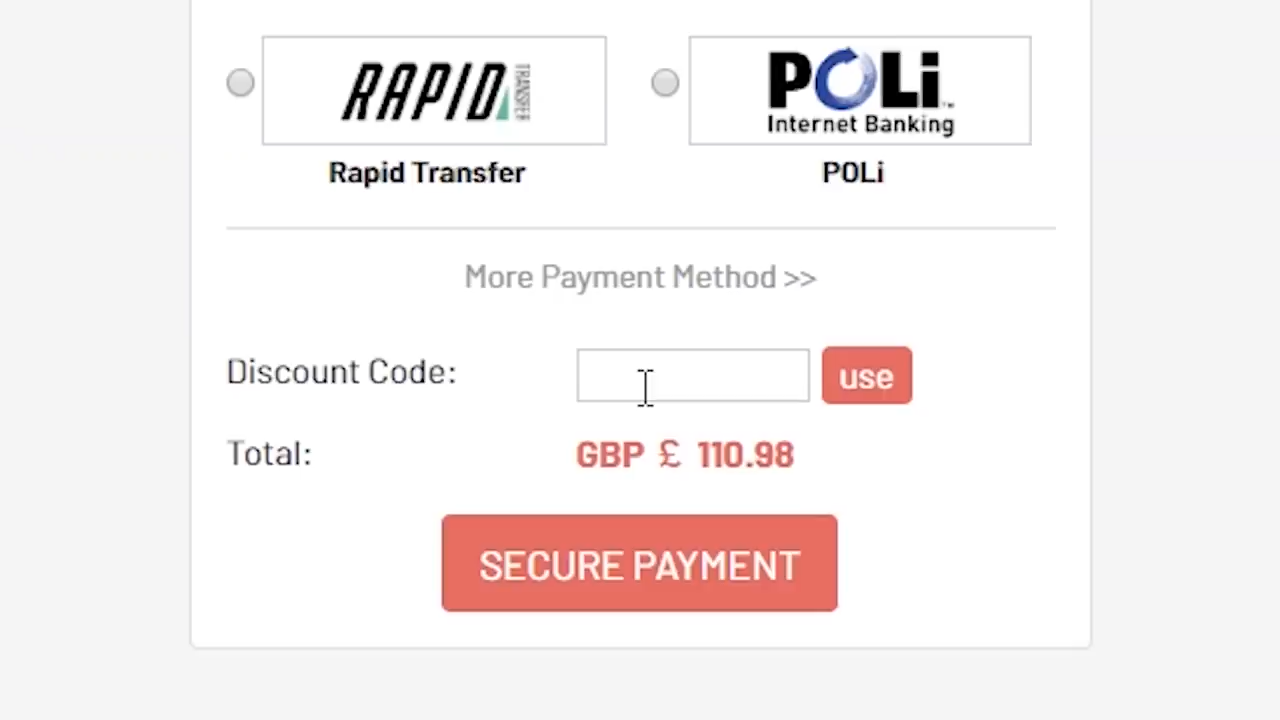 RAPID TRANSFER
POLi™
Internet Banking
Rapid Transfer
POLi
More Payment Method >>
Discount Code:
use
Total:
GBP £ 110.98
SECURE PAYMENT